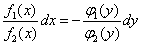 f₁(x)/f₂(x) dx = −φ₁(y)/φ₂(y) dy